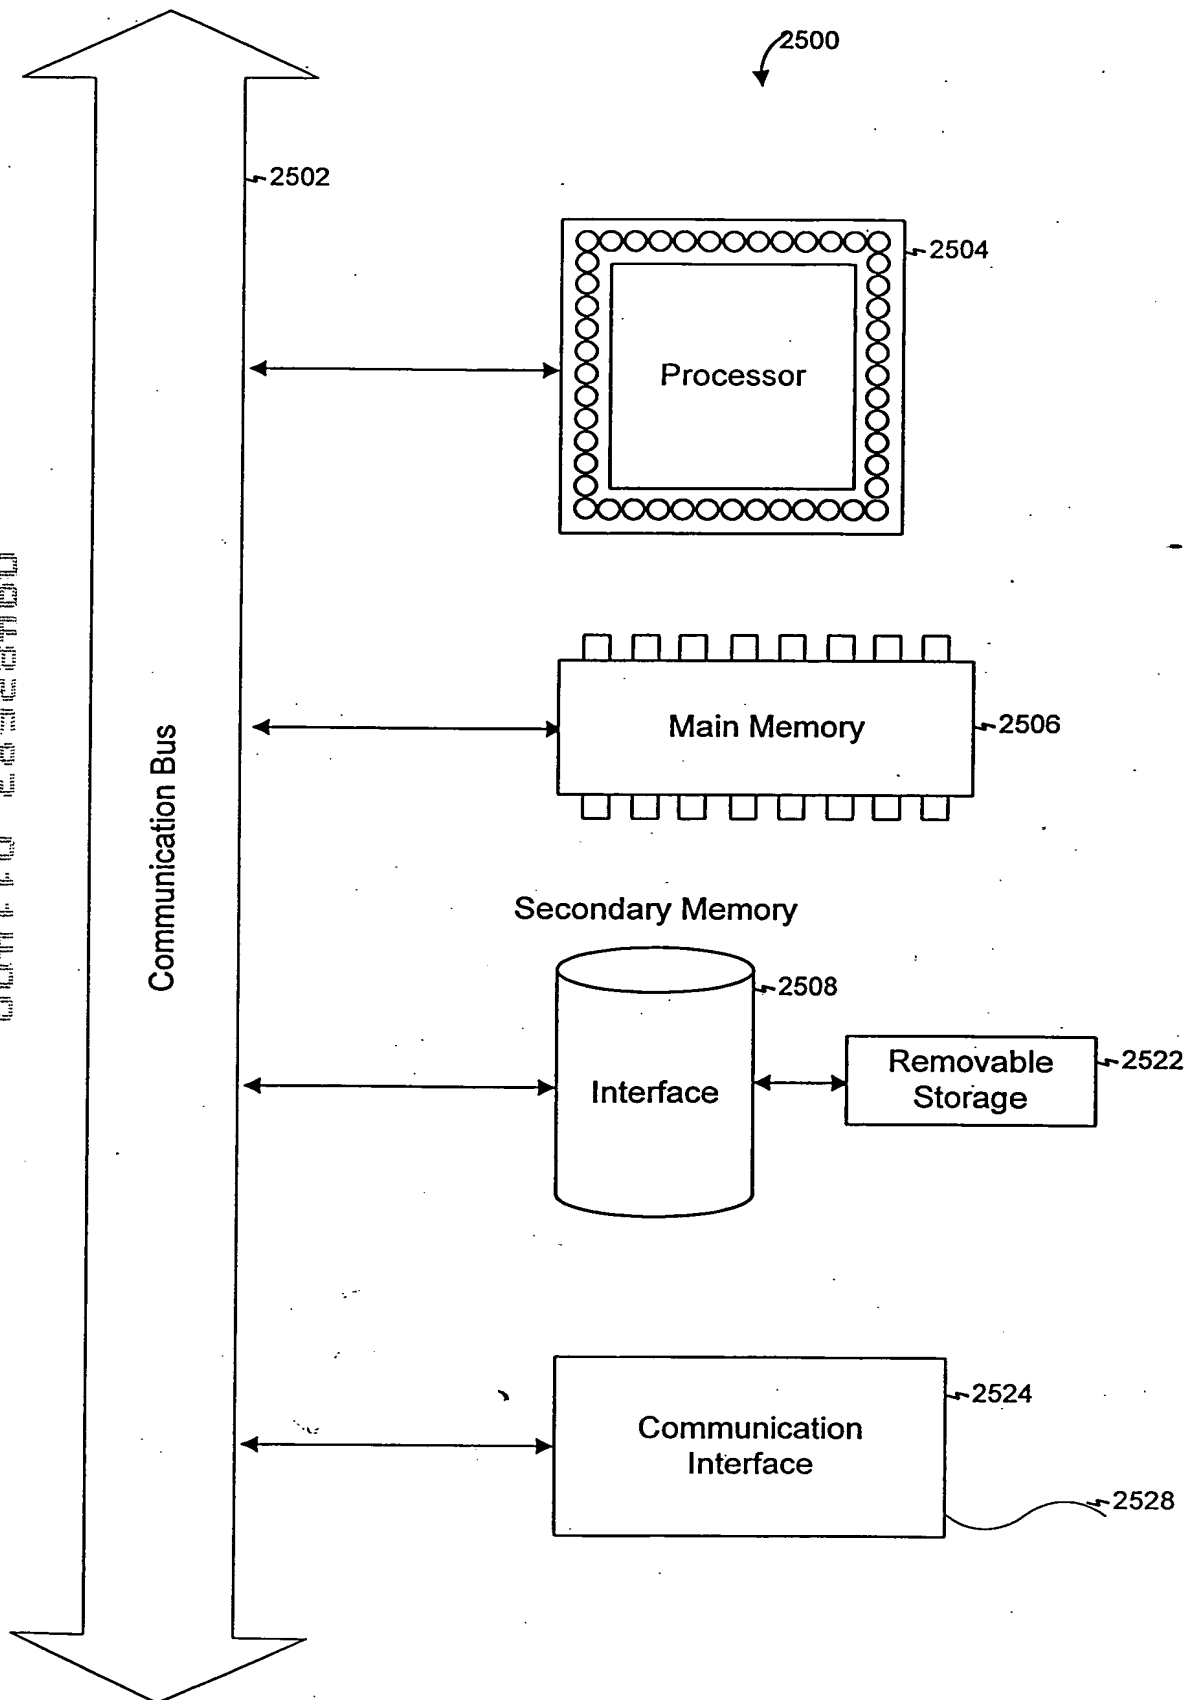 2500
2502
2504
Processor
Main Memory
2506
Communication Bus
Secondary Memory
2508
Interface
Removable
Storage
2522
2524
Communication
Interface
2528